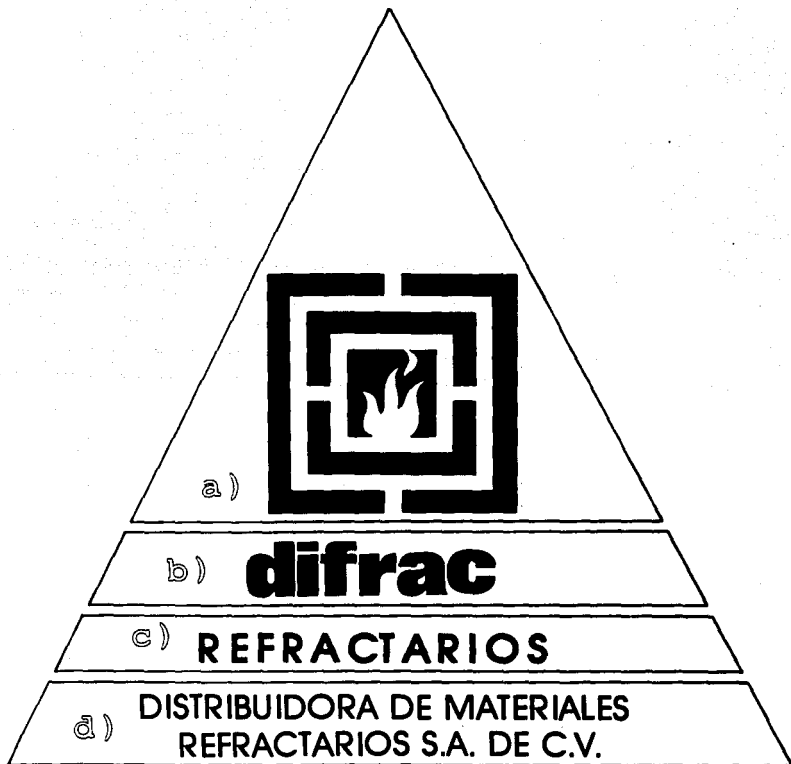 a)
b) difrac
c) REFRACTARIOS
d) DISTRIBUIDORA DE MATERIALES
REFRACTARIOS S.A. DE C.V.